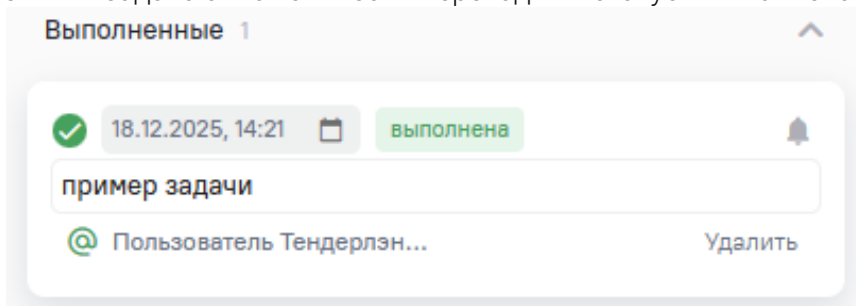 Выполненные 1
18.12.2025, 14:21 выполнена
пример задачи
@ Пользователь Тендерлэн...
Удалить